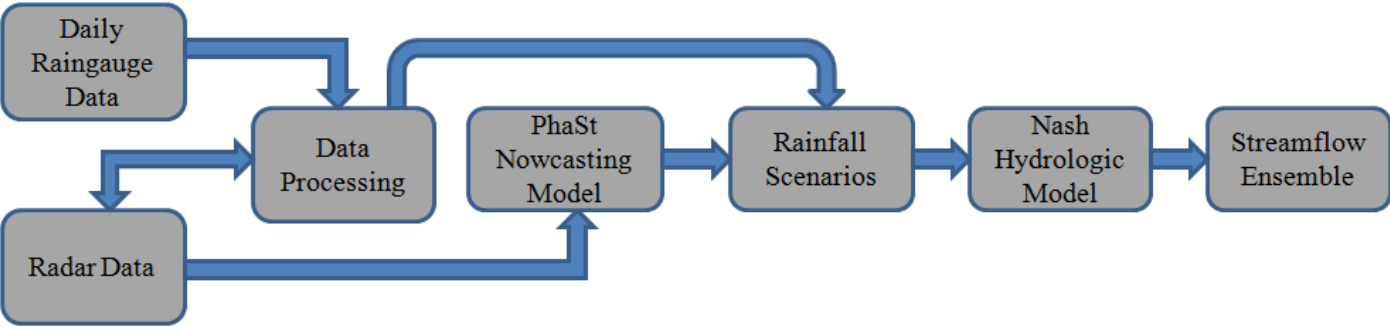 Daily
Raingauge
Data
Data
Processing
Radar Data
PhaSt
Nowcasting
Model
Rainfall
Scenarios
Nash
Hydrologic
Model
Streamflow
Ensemble